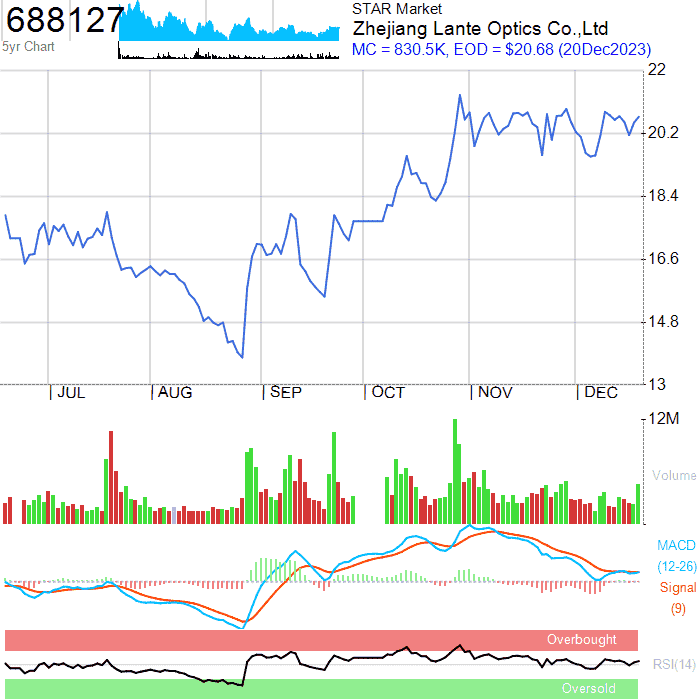 688127
5yr Chart
STAR Market
Zhejiang Lante Optics Co.,Ltd
MC = 830.5K, EOD = $20.68 (20Dec2023)
22
20.2
18.4
16.6
14.8
13
JUL
AUG
SEP
OCT
NOV
DEC
12M
Volume
MACD
(12-26)
Signal
(9)
Overbought
RSI(14)
Oversold